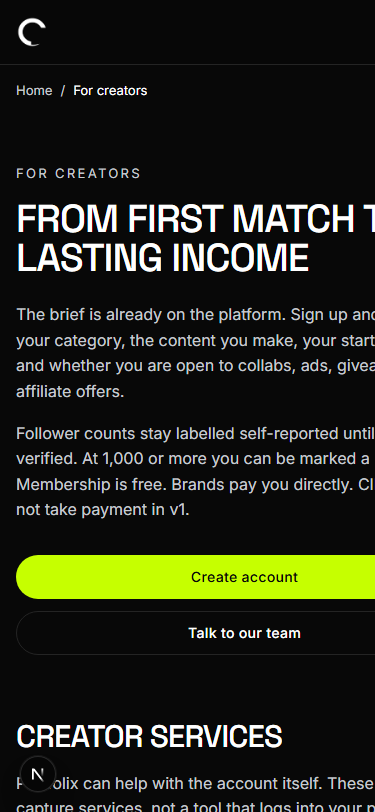 Home / For creators
FOR CREATORS
FROM FIRST MATCH T
LASTING INCOME
The brief is already on the platform. Sign up and
your category, the content you make, your start
and whether you are open to collabs, ads, givea
affiliate offers.
Follower counts stay labelled self-reported until
verified. At 1,000 or more you can be marked a
Membership is free. Brands pay you directly. Cl
not take payment in v1.
Create account
Talk to our team
CREATOR SERVICES
N
olix can help with the account itself. These
capture services, not a tool that logs into your p